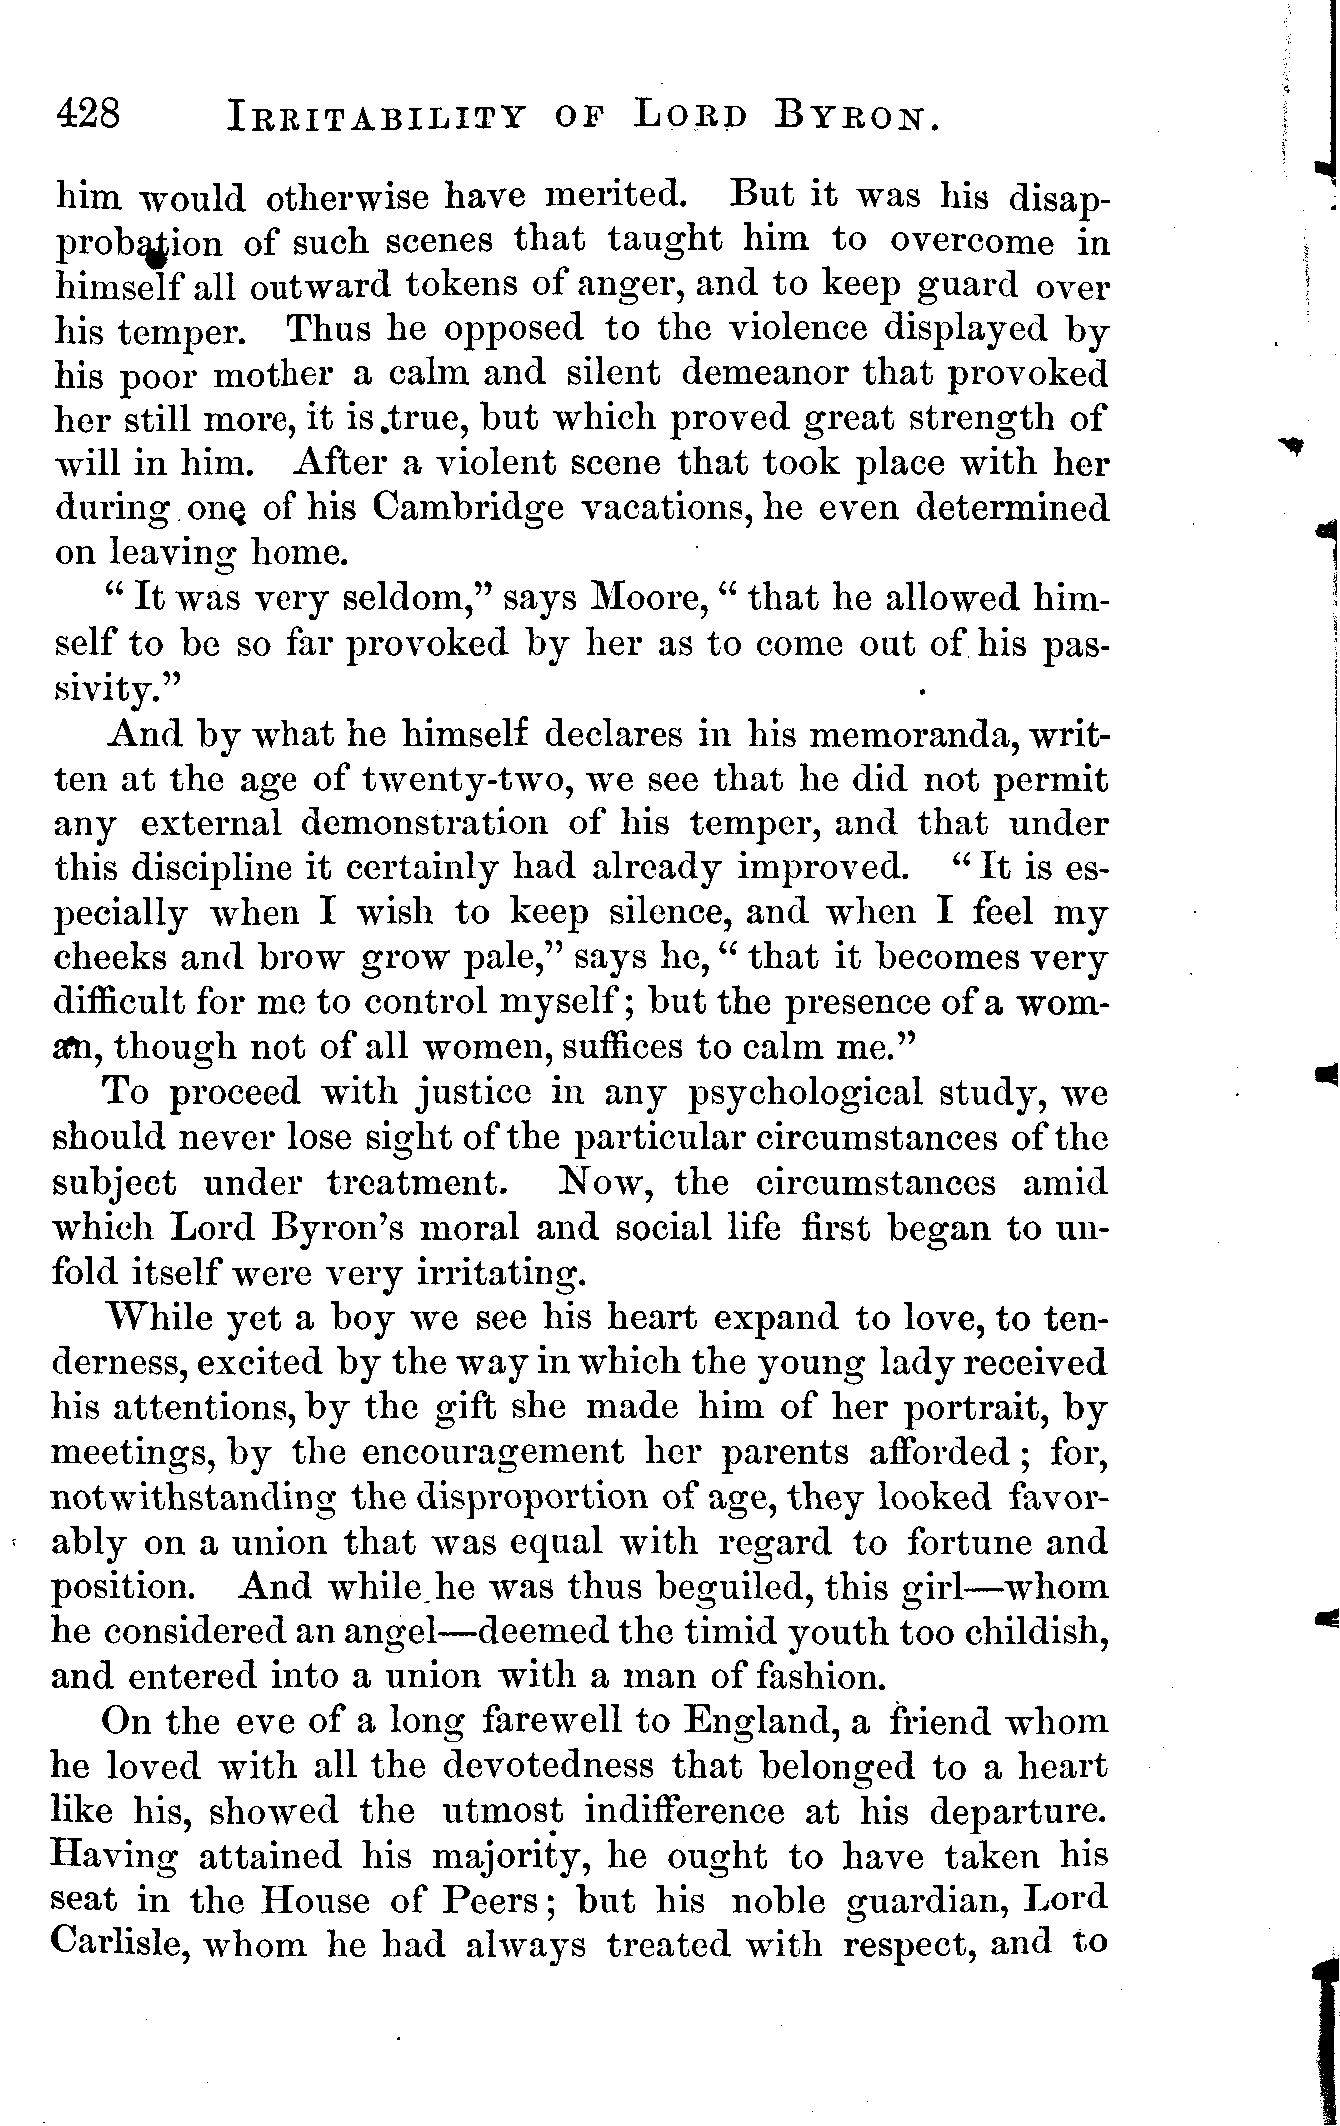 428 IRRITABILITY OF LORD BYRON.
him would otherwise have merited. But it was his disap-
probation of such scenes that taught him to overcome in
himself all outward tokens of anger, and to keep guard over
his temper. Thus he opposed to the violence displayed by
his poor mother a calm and silent demeanor that provoked
her still more, it is true, but which proved great strength of
will in him. After a violent scene that took place with her
during one of his Cambridge vacations, he even determined
on leaving home.
“It was very seldom,” says Moore, “that he allowed him-
self to be so far provoked by her as to come out of his pas-
sivity.”
And by what he himself declares in his memoranda, writ-
ten at the age of twenty-two, we see that he did not permit
any external demonstration of his temper, and that under
this discipline it certainly had already improved. “It is es-
pecially when I wish to keep silence, and when I feel my
cheeks and brow grow pale,” says he, “that it becomes very
difficult for me to control myself; but the presence of a wom-
an, though not of all women, suffices to calm me.”
To proceed with justice in any psychological study, we
should never lose sight of the particular circumstances of the
subject under treatment. Now, the circumstances amid
which Lord Byron’s moral and social life first began to un-
fold itself were very irritating.
While yet a boy we see his heart expand to love, to ten-
derness, excited by the way in which the young lady received
his attentions, by the gift she made him of her portrait, by
meetings, by the encouragement her parents afforded; for,
notwithstanding the disproportion of age, they looked favor-
ably on a union that was equal with regard to fortune and
position. And while he was thus beguiled, this girl—whom
he considered an angel—deemed the timid youth too childish,
and entered into a union with a man of fashion.
On the eve of a long farewell to England, a friend whom
he loved with all the devotedness that belonged to a heart
like his, showed the utmost indifference at his departure.
Having attained his majority, he ought to have taken his
seat in the House of Peers; but his noble guardian, Lord
Carlisle, whom he had always treated with respect, and to